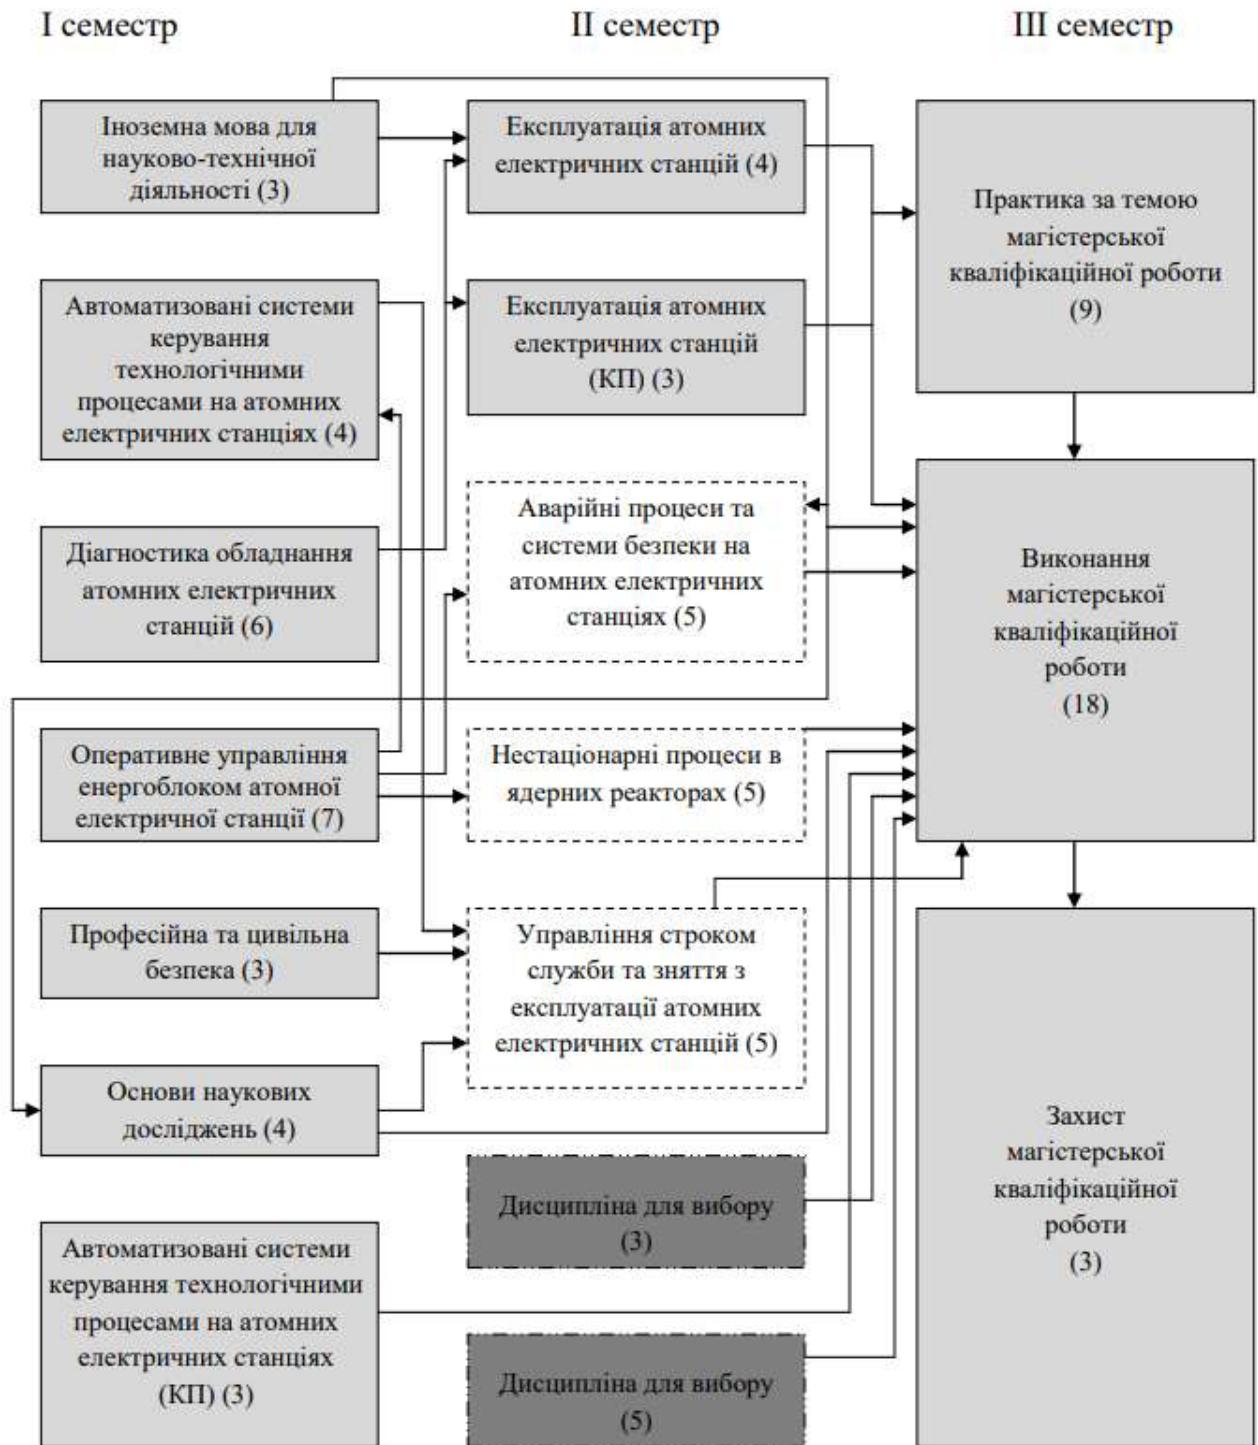 І семестр
ІІ семестр
ІІІ семестр
Іноземна мова для
науково-технічної
діяльності (3)
Автоматизовані системи
керування
технологічними
процесами на атомних
електричних станціях (4)
Діагностика обладнання
атомних електричних
станцій (6)
Оперативне управління
енергоблоком атомної
електричної станції (7)
Професійна та цивільна
безпека (3)
Основи наукових
досліджень (4)
Автоматизовані системи
керування технологічними
процесами на атомних
електричних станціях
(КП) (3)
Експлуатація атомних
електричних станцій (4)
Експлуатація атомних
електричних станцій
(КП) (3)
Аварійні процеси та
системи безпеки на
атомних електричних
станціях (5)
Нестаціонарні процеси в
ядерних реакторах (5)
Управління строком
служби та зняття з
експлуатації атомних
електричних станцій (5)
Дисципліна для вибору
(3)
Дисципліна для вибору
(5)
Практика за темою
магістерської
кваліфікаційної роботи
(9)
Виконання
магістерської
кваліфікаційної
роботи
(18)
Захист
магістерської
кваліфікаційної
роботи
(3)